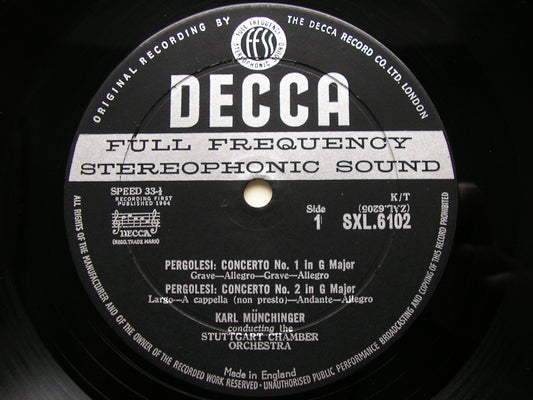 ORIGINAL RECORDING BY
THE DECCA RECORD CO. LTD. LONDON
FULL FREQUENCY STEREOPHONIC SOUND
FFSS
DECCA
FULL FREQUENCY
STEREOPHONIC SOUND
SPEED 33⅓
RECORDING FIRST
PUBLISHED 1964
DECCA
(REGD. TRADE MARK)
Side
1
K/T
(ZAL.6205)
SXL.6102
PERGOLESI: CONCERTO No. 1 in G Major
Grave—Allegro—Grave—Allegro
PERGOLESI: CONCERTO No. 2 in G Major
Largo—A cappella (non presto)—Andante—Allegro
KARL MÜNCHINGER
conducting the
STUTTGART CHAMBER
ORCHESTRA
Made in England
ALL RIGHTS OF THE MANUFACTURER AND OF THE OWNER OF THE RECORDED WORK RESERVED • UNAUTHORISED PUBLIC PERFORMANCE BROADCASTING AND COPYING OF THIS RECORD PROHIBITED